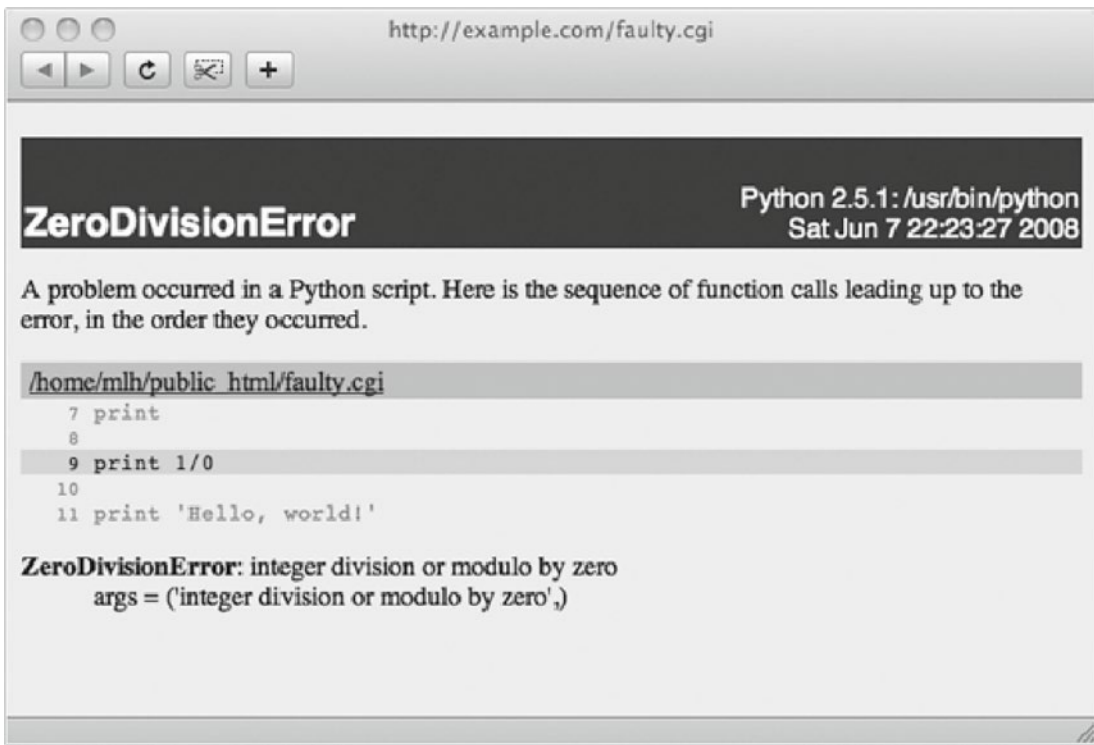 http://example.com/faulty.cgi
ZeroDivisionError
Python 2.5.1: /usr/bin/python
Sat Jun 7 22:23:27 2008
A problem occurred in a Python script. Here is the sequence of function calls leading up to the
error, in the order they occurred.
/home/mlh/public_html/faulty.cgi
7 print
8
9 print 1/0
10
11 print 'Hello, world!'
ZeroDivisionError: integer division or modulo by zero
args = ('integer division or modulo by zero',)